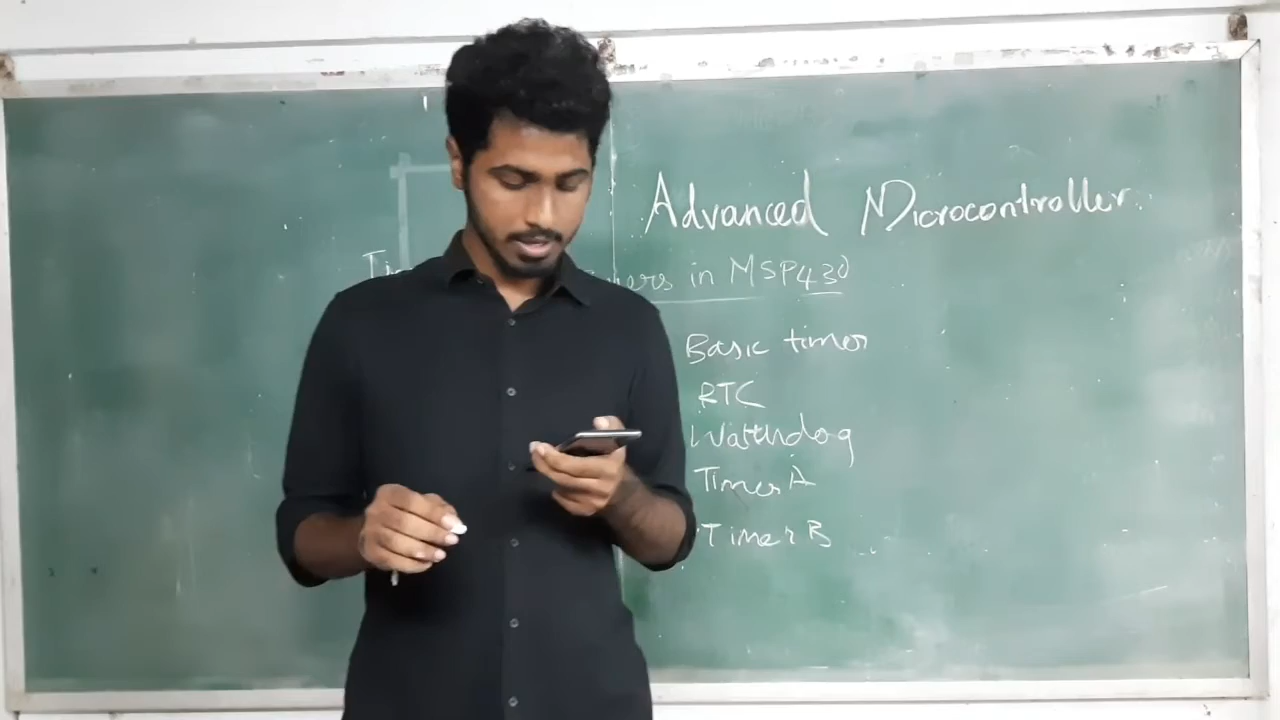 Advanced Microcontroller
in MSP430
Basic timer
RTC
Watchdog
Timer A
Timer B